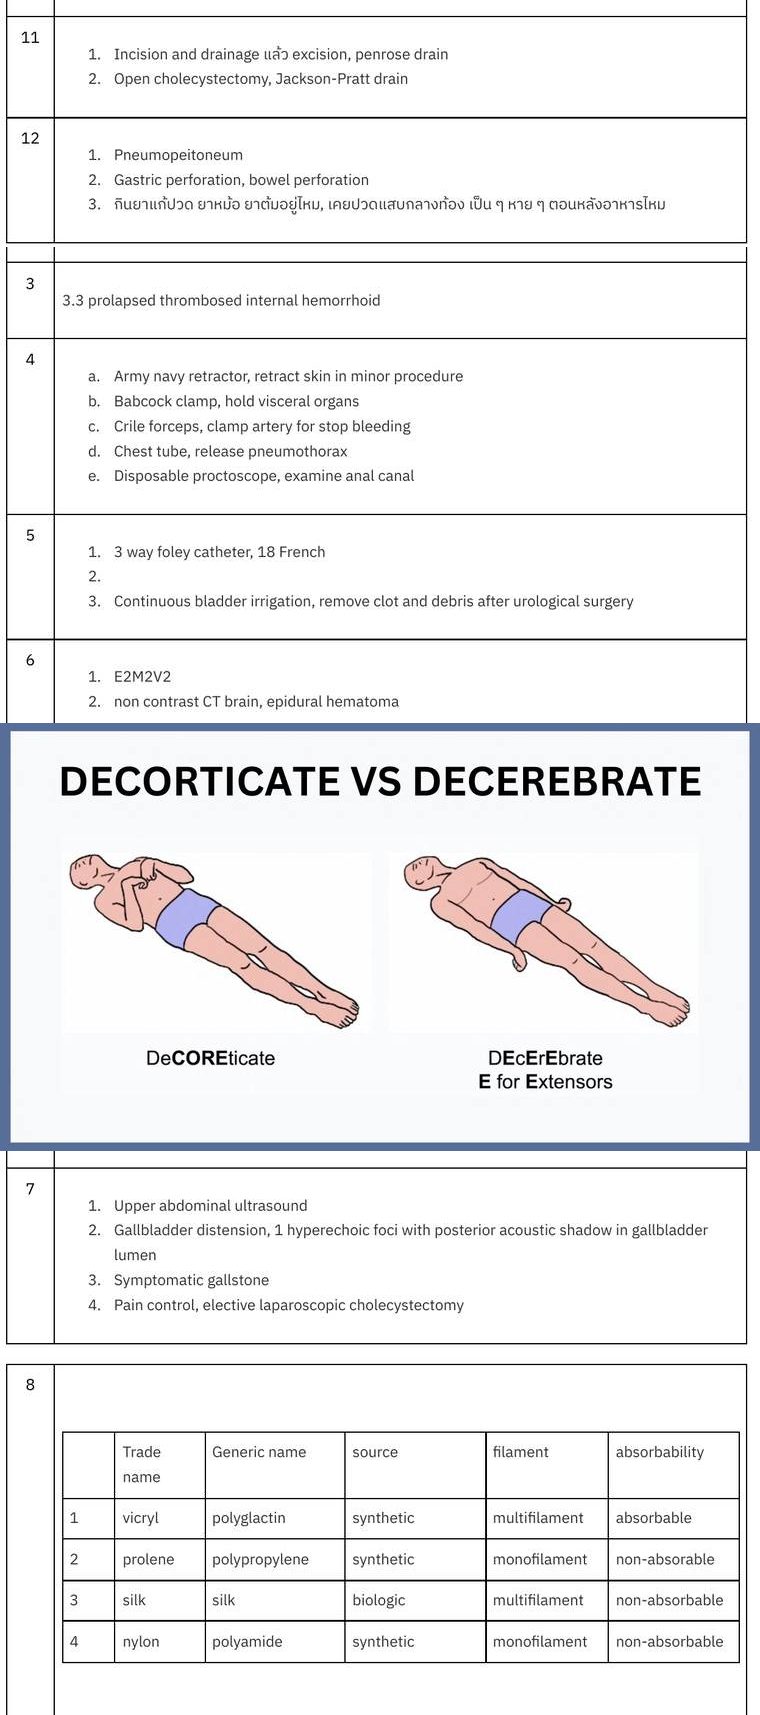 11
1. Incision and drainage แล้ว excision, penrose drain
2. Open cholecystectomy, Jackson-Pratt drain
12
1. Pneumopeitoneum
2. Gastric perforation, bowel perforation
3. กินยาแก้ปวด ยาหม้อ ยาต้มอยู่ไหม, เคยปวดแสบกลางท้อง เป็น ๆ หาย ๆ ตอนหลังอาหารไหม
3
3.3 prolapsed thrombosed internal hemorrhoid
4
a. Army navy retractor, retract skin in minor procedure
b. Babcock clamp, hold visceral organs
c. Crile forceps, clamp artery for stop bleeding
d. Chest tube, release pneumothorax
e. Disposable proctoscope, examine anal canal
5
1. 3 way foley catheter, 18 French
2.
3. Continuous bladder irrigation, remove clot and debris after urological surgery
6
1. E2M2V2
2. non contrast CT brain, epidural hematoma
DECORTICATE VS DECEREBRATE
DeCOREticate
DEcErEbrate
E for Extensors
7
1. Upper abdominal ultrasound
2. Gallbladder distension, 1 hyperechoic foci with posterior acoustic shadow in gallbladder
lumen
3. Symptomatic gallstone
4. Pain control, elective laparoscopic cholecystectomy
8
Trade name Generic name source filament absorbability
1 vicryl polyglactin synthetic multifilament absorbable
2 prolene polypropylene synthetic monofilament non-absorable
3 silk silk biologic multifilament non-absorbable
4 nylon polyamide synthetic monofilament non-absorbable